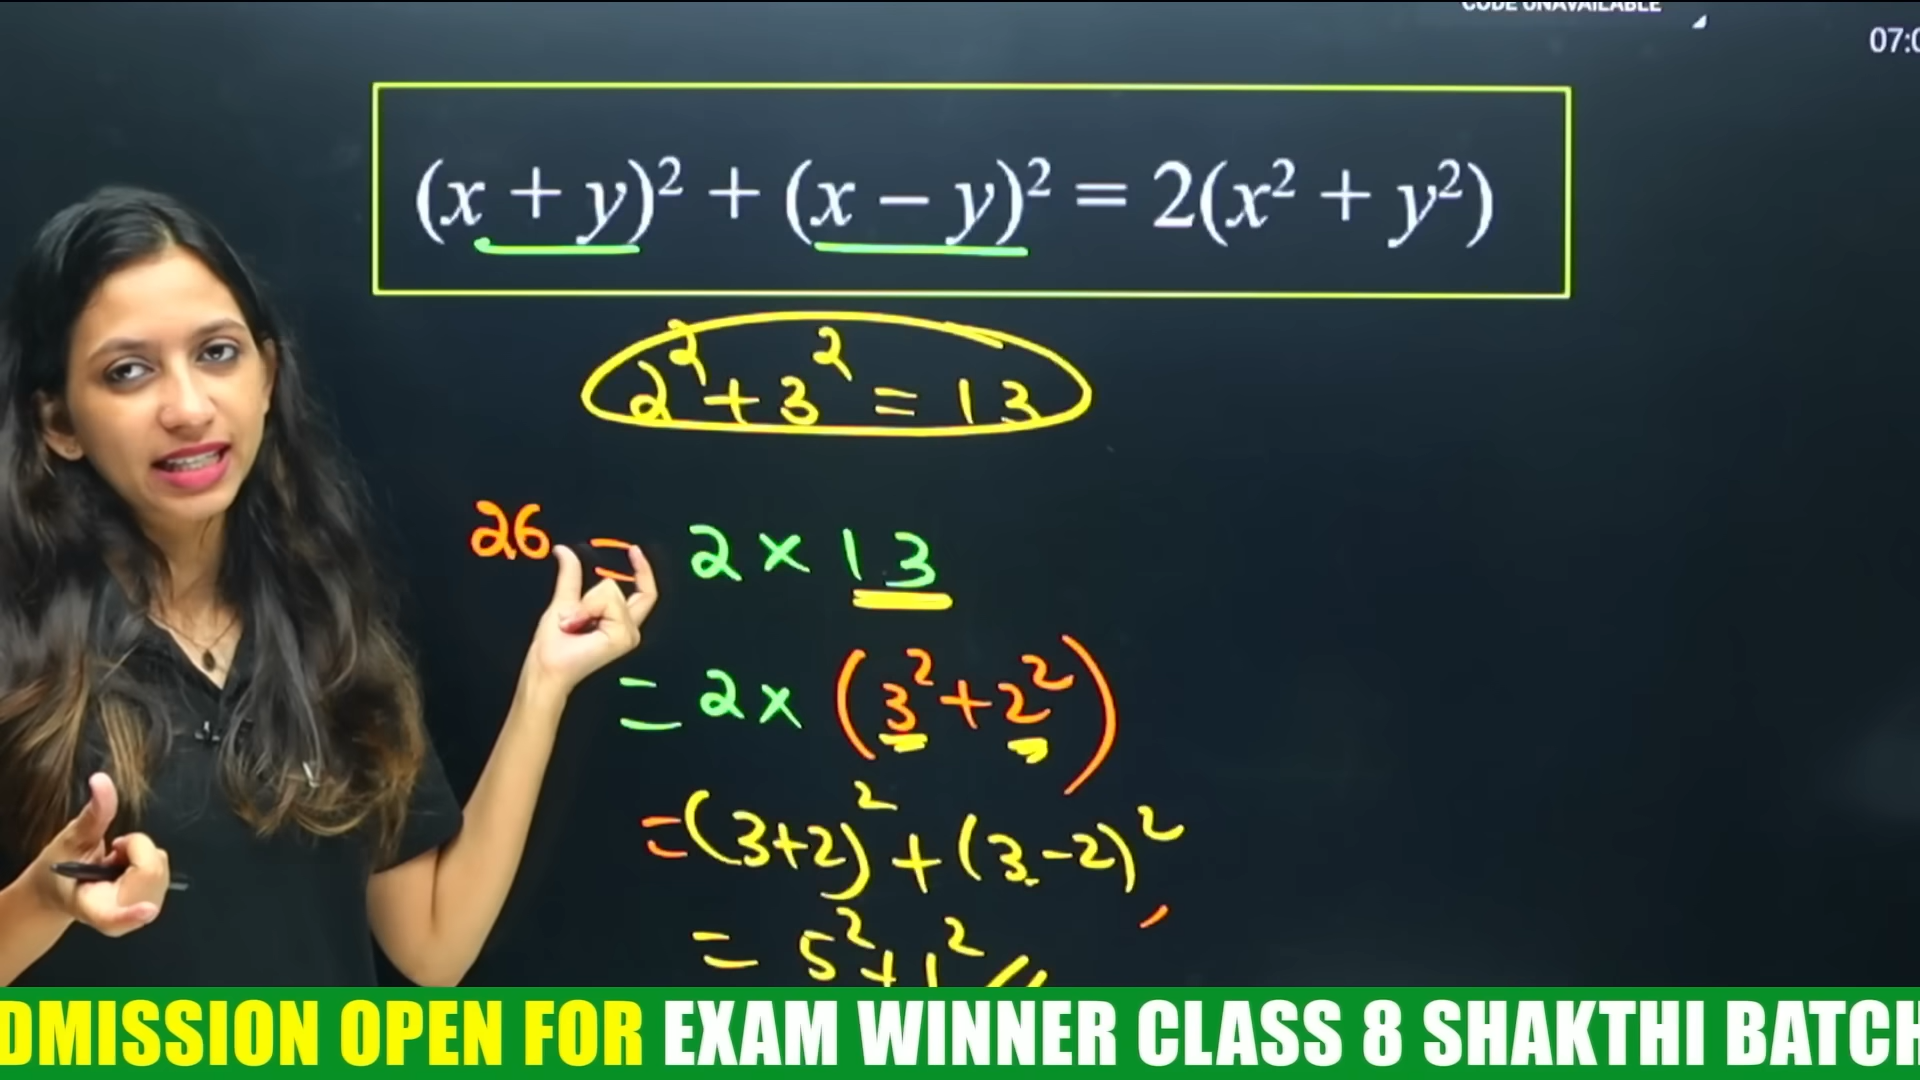 CODE UNAVAILABLE
07:0
(x + y)² + (x − y)² = 2(x² + y²)
2² + 3² = 13
26 = 2 × 13
= 2 × (3² + 2²)
= (3+2)² + (3-2)²
= 5² + 1² //
DMISSION OPEN FOR EXAM WINNER CLASS 8 SHAKTHI BATCH